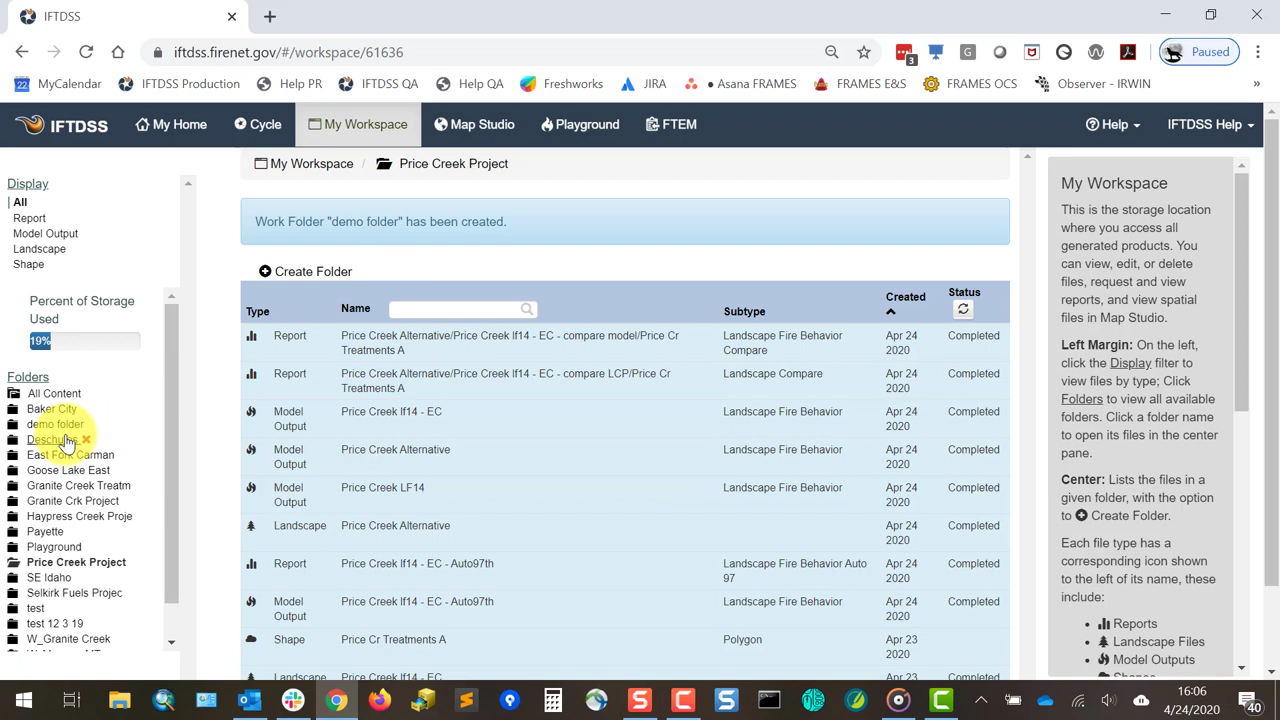 IFTDSS
iftdss.firenet.gov/#/workspace/61636
3
G
Paused
22 MyCalendar IFTDSS Production Help PR IFTDSS QA Help QA Freshworks JIRA • Asana FRAMES FRAMES E&S FRAMES OCS Observer - IRWIN »
IFTDSS My Home Cycle My Workspace Map Studio Playground FTEM Help IFTDSS Help
My Workspace / Price Creek Project
Display
All
Report
Model Output
Landscape
Shape
Percent of Storage
Used
19%
Folders
All Content
Baker City
demo folder
East Fork Carman
Goose Lake East
Granite Creek Treatm
Granite Crk Project
Haypress Creek Proje
Payette
Playground
Price Creek Project
SE Idaho
Selkirk Fuels Projec
test
test 12 3 19
W_Granite Creek
Work Folder "demo folder" has been created.
Create Folder
Type Name Subtype Created Status
Report Price Creek Alternative/Price Creek lf14 - EC - compare model/Price Cr Treatments A Landscape Fire Behavior Compare Apr 24 2020 Completed
Report Price Creek Alternative/Price Creek lf14 - EC - compare LCP/Price Cr Treatments A Landscape Compare Apr 24 2020 Completed
Model Output Price Creek lf14 - EC Landscape Fire Behavior Apr 24 2020 Completed
Model Output Price Creek Alternative Landscape Fire Behavior Apr 24 2020 Completed
Model Output Price Creek LF14 Landscape Fire Behavior Apr 24 2020 Completed
Landscape Price Creek Alternative Apr 24 2020 Completed
Report Price Creek lf14 - EC - Auto97th Landscape Fire Behavior Auto 97 Apr 24 2020 Completed
Model Output Price Creek lf14 - EC - Auto97th Landscape Fire Behavior Apr 24 2020 Completed
Shape Price Cr Treatments A Polygon Apr 23 2020 Completed
Landscape Price Creek lf14 - EC Apr 23 Completed
My Workspace
This is the storage location
where you access all
generated products. You
can view, edit, or delete
files, request and view
reports, and view spatial
files in Map Studio.
Left Margin: On the left,
click the Display filter to
view files by type; Click
Folders to view all available
folders. Click a folder name
to open its files in the center
pane.
Center: Lists the files in a
given folder, with the option
to Create Folder.
Each file type has a
corresponding icon shown
to the left of its name, these
include:
• Reports
• Landscape Files
• Model Outputs
16:06
4/24/2020
40